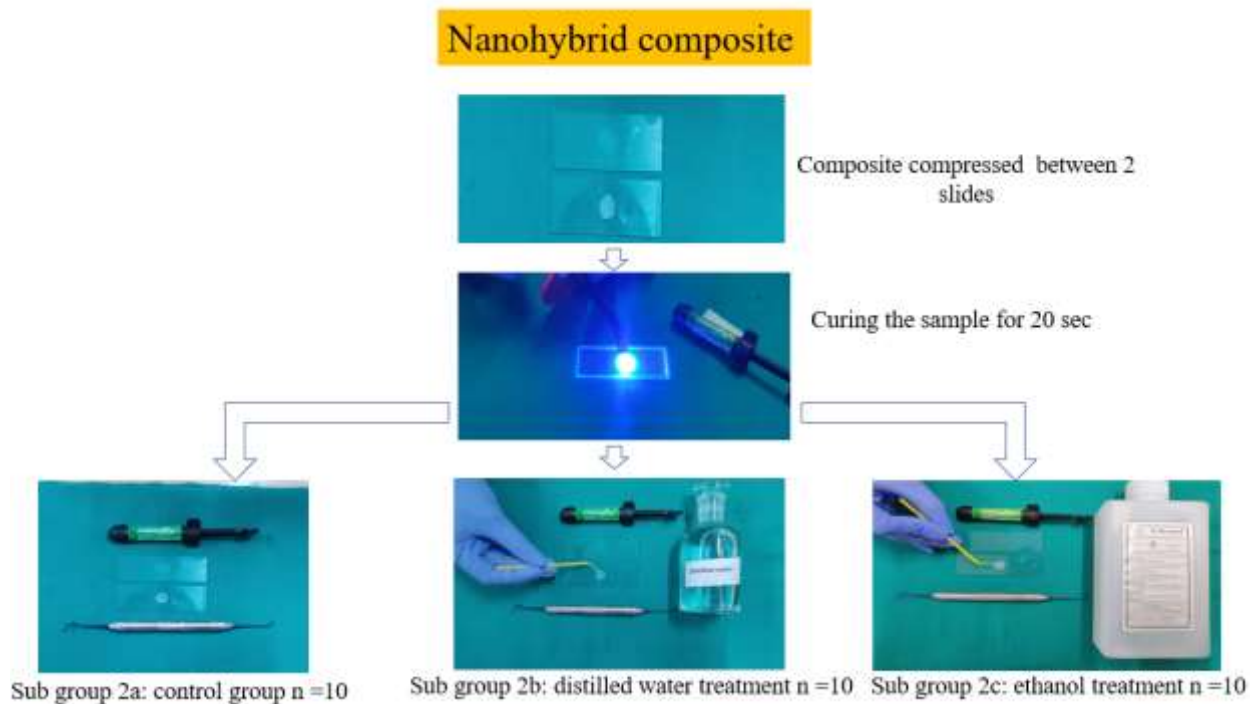 Nanohybrid composite
Composite compressed between 2
slides
Curing the sample for 20 sec
Sub group 2a: control group n =10
Sub group 2b: distilled water treatment n =10
Sub group 2c: ethanol treatment n =10